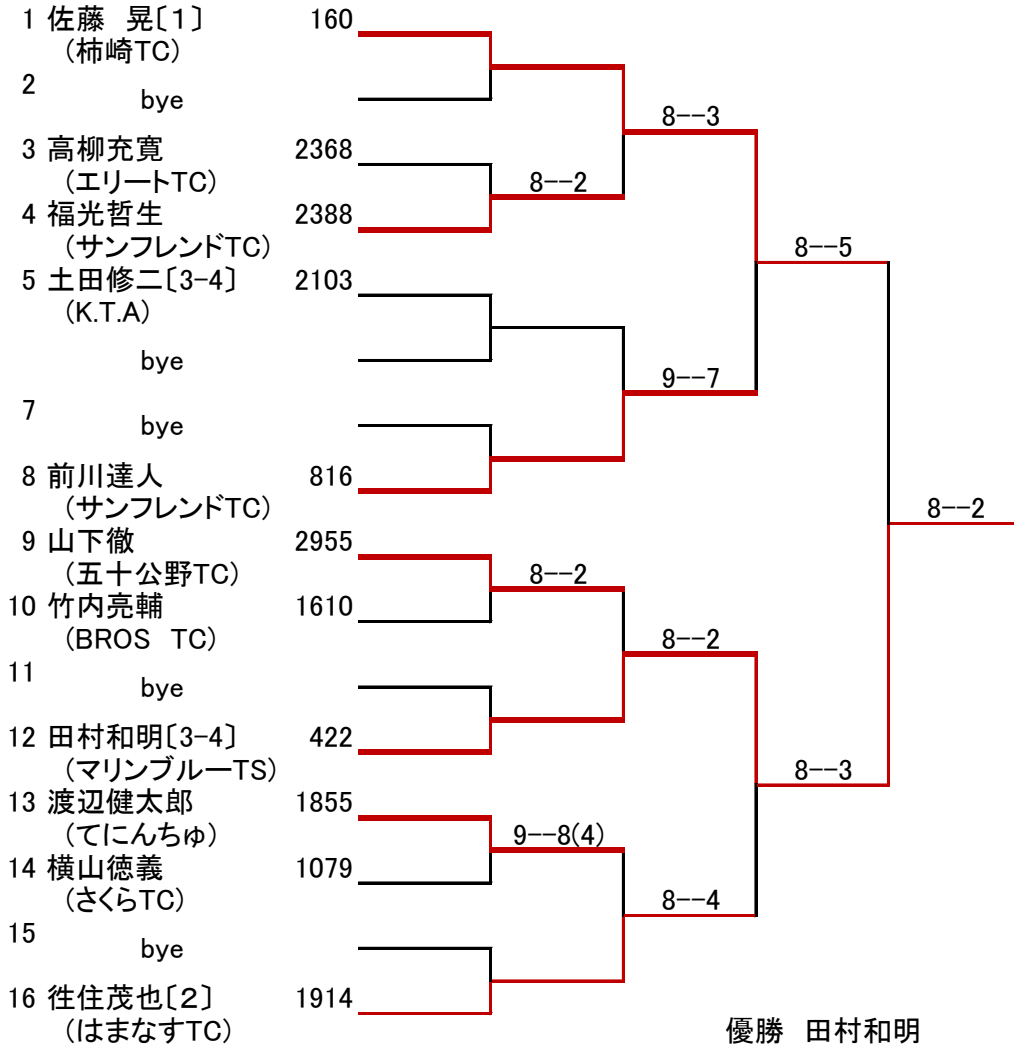 1 佐藤　晃〔１〕 160
(柿崎TC)
2
bye
8--3
3 高柳充寛 2368
(エリートTC) 8--2
4 福光哲生 2388
(サンフレンドTC) 8--5
5 土田修二〔3-4〕 2103
(K.T.A)
bye 9--7
7
bye
8 前川達人 816
(サンフレンドTC) 8--2
9 山下徹 2955
(五十公野TC) 8--2
10 竹内亮輔 1610
(BROS　TC) 8--2
11
bye
12 田村和明〔3-4〕 422
(マリンブルーTS) 8--3
13 渡辺健太郎 1855
(てにんちゅ) 9--8(4)
14 横山徳義 1079
(さくらTC) 8--4
15
bye
16 徃住茂也〔２〕 1914
(はまなすTC) 優勝　田村和明